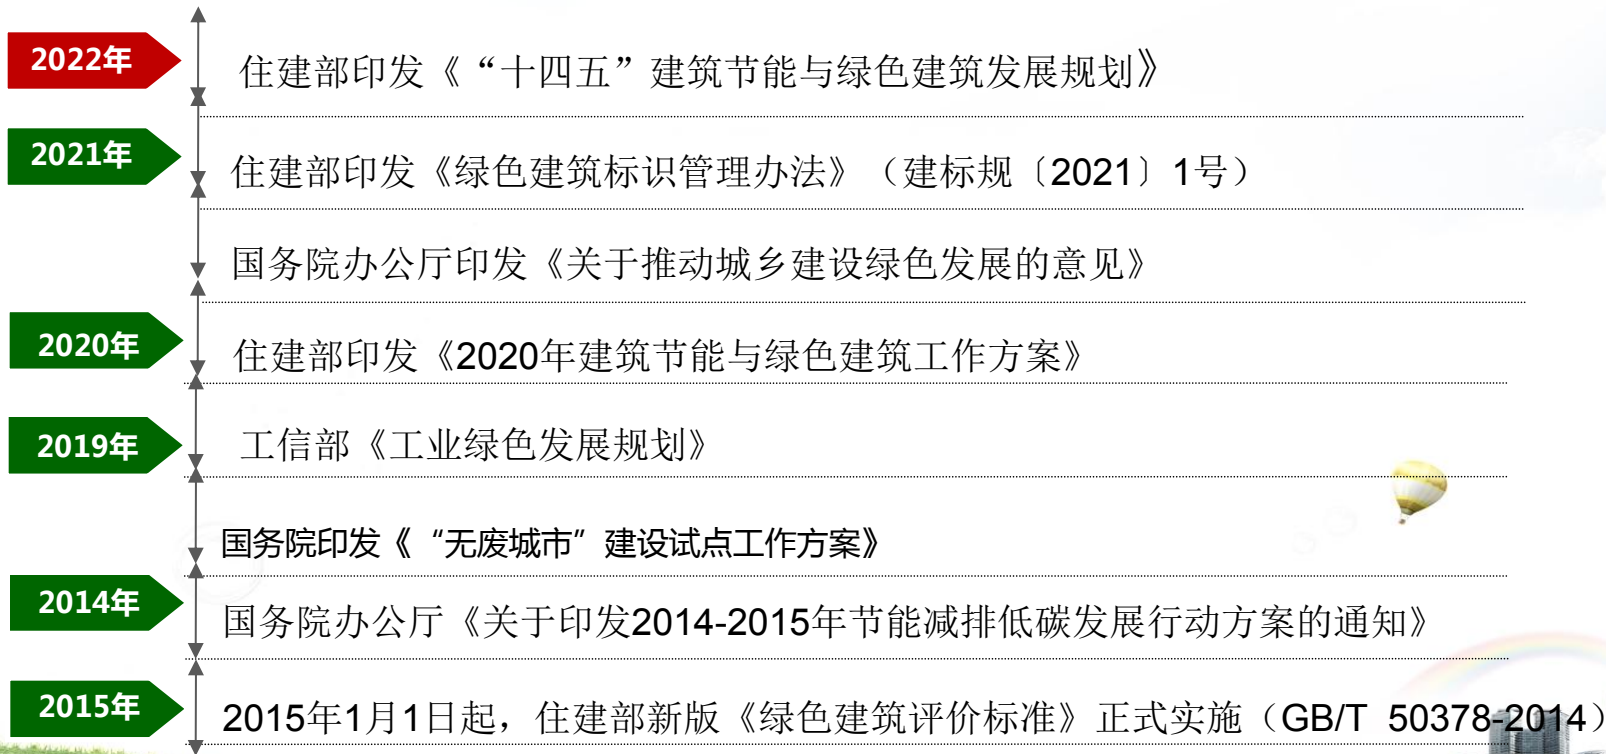 2022年
住建部印发《“十四五”建筑节能与绿色建筑发展规划》
2021年
住建部印发《绿色建筑标识管理办法》（建标规〔2021〕1号）
国务院办公厅印发《关于推动城乡建设绿色发展的意见》
2020年
住建部印发《2020年建筑节能与绿色建筑工作方案》
2019年
工信部《工业绿色发展规划》
国务院印发《“无废城市”建设试点工作方案》
2014年
国务院办公厅《关于印发2014-2015年节能减排低碳发展行动方案的通知》
2015年
2015年1月1日起，住建部新版《绿色建筑评价标准》正式实施（GB/T 50378-2014）